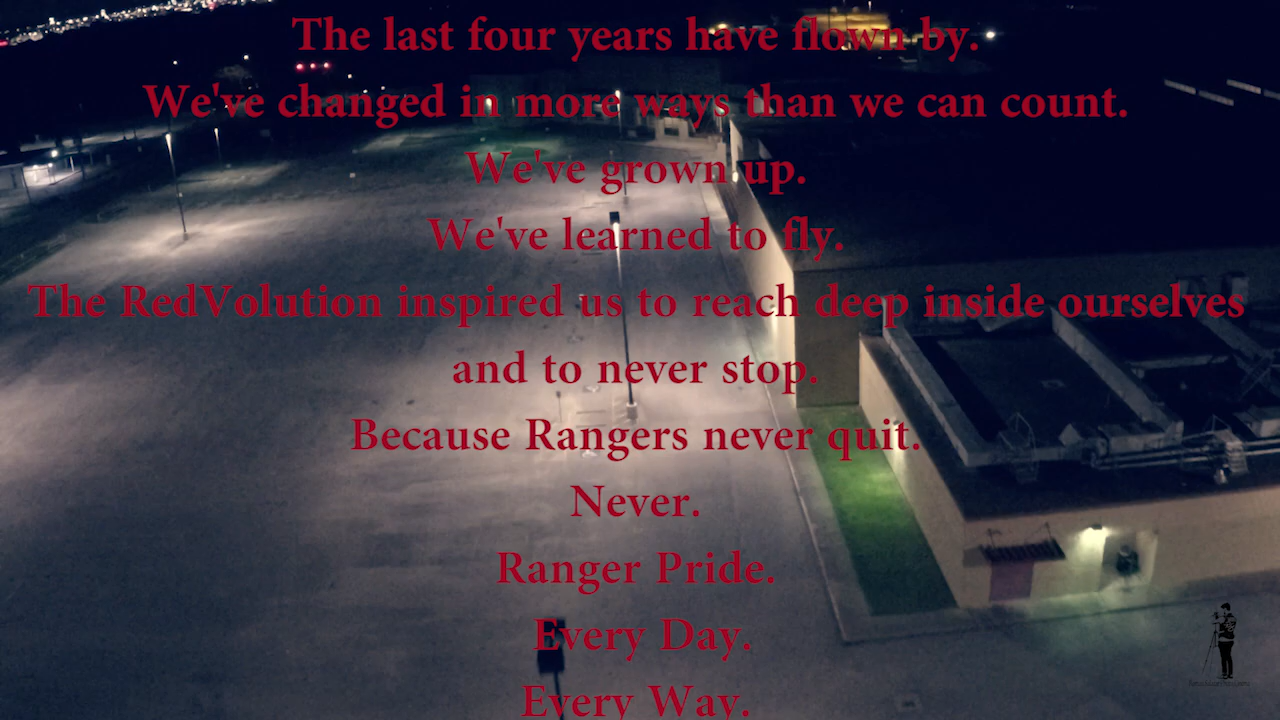 The last four years have flown by.
We've changed in more ways than we can count.
We've grown up.
We've learned to fly.
The RedVolution inspired us to reach deep inside ourselves
and to never stop.
Because Rangers never quit.
Never.
Ranger Pride.
Every Day.
Every Way.